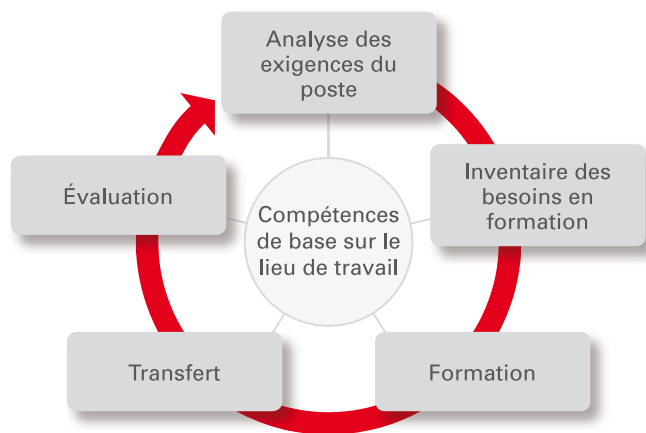 Analyse des
exigences du
poste
Inventaire des
besoins en
formation
Évaluation
Compétences
de base sur le
lieu de travail
Transfert
Formation